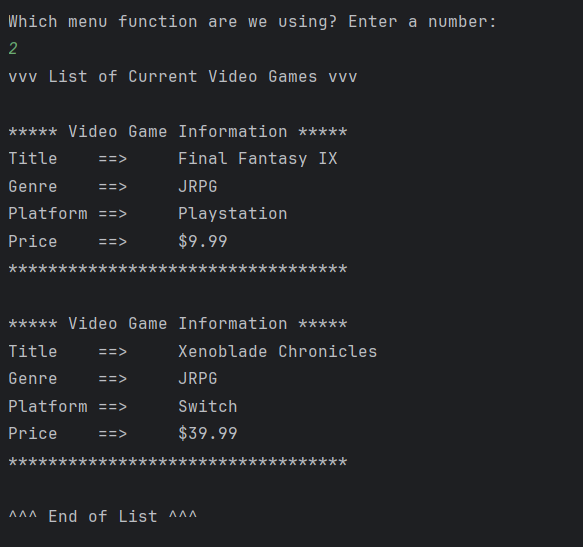 Which menu function are we using? Enter a number:
2
vvv List of Current Video Games vvv
***** Video Game Information *****
Title    ==>     Final Fantasy IX
Genre    ==>     JRPG
Platform ==>     Playstation
Price    ==>     $9.99
**********************************
***** Video Game Information *****
Title    ==>     Xenoblade Chronicles
Genre    ==>     JRPG
Platform ==>     Switch
Price    ==>     $39.99
**********************************
^^^ End of List ^^^